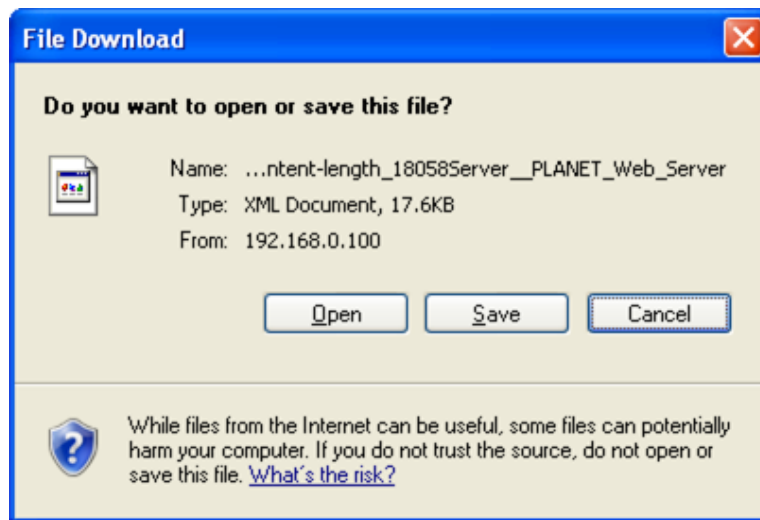 File Download
Do you want to open or save this file?
Name: ...ntent-length_18058Server__PLANET_Web_Server
Type: XML Document, 17.6KB
From: 192.168.0.100
Open Save Cancel
While files from the Internet can be useful, some files can potentially
harm your computer. If you do not trust the source, do not open or
save this file. What's the risk?